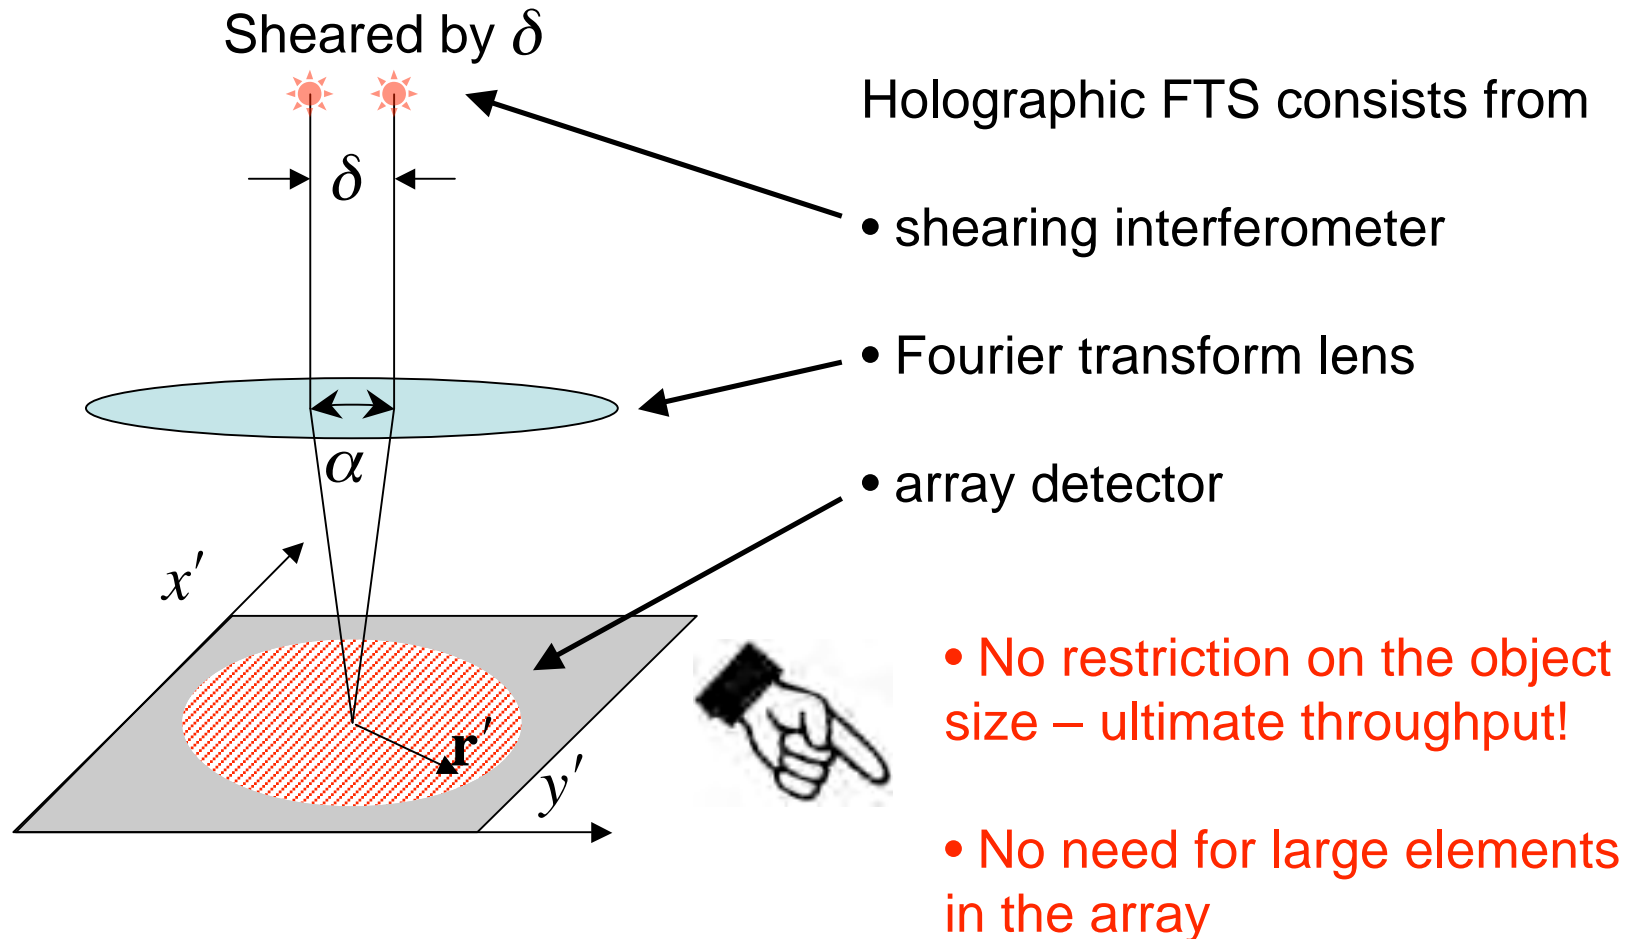 Sheared by δ
δ
α
x′
r′
y′
Holographic FTS consists from
• shearing interferometer
• Fourier transform lens
• array detector
• No restriction on the object
size – ultimate throughput!
• No need for large elements
in the array